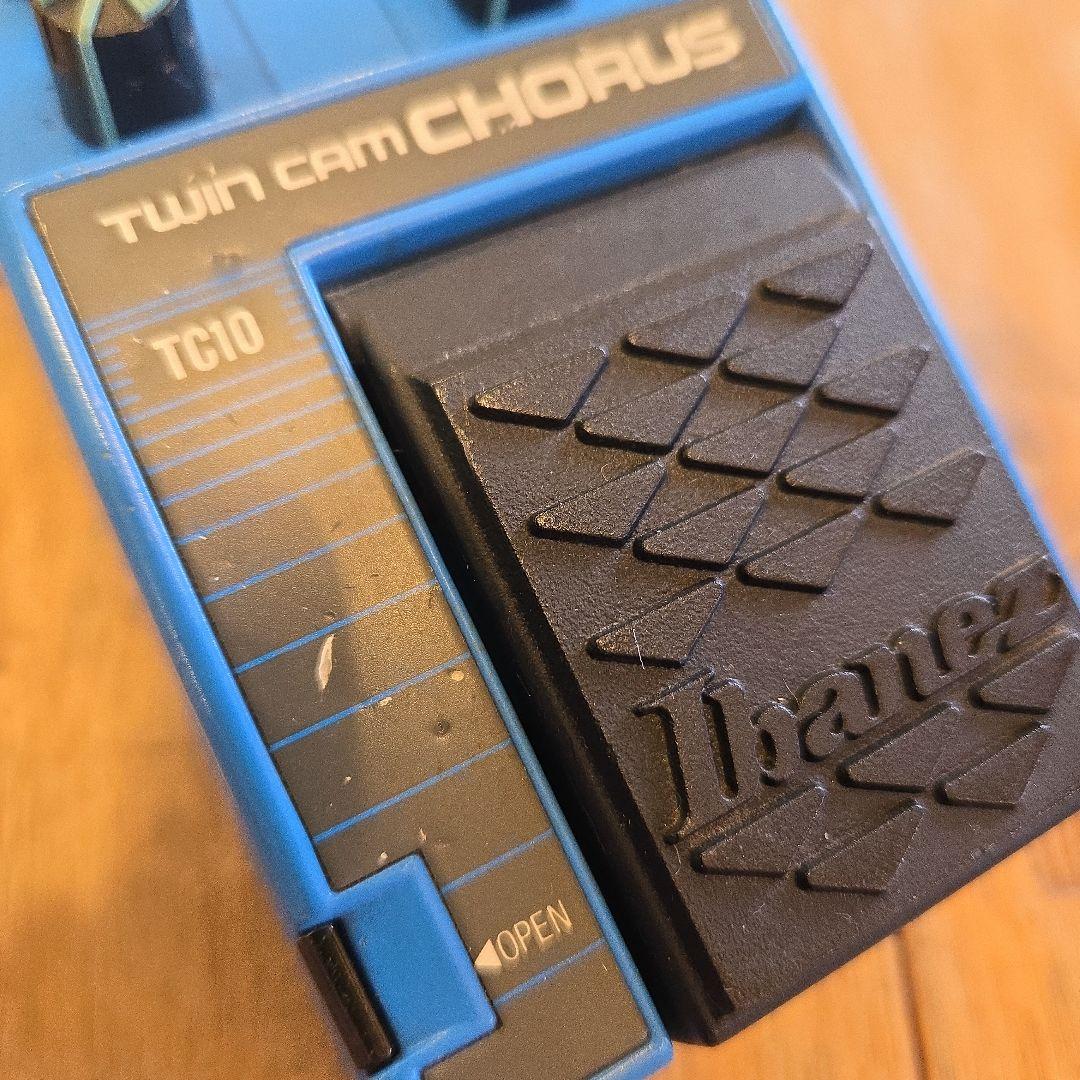 Twin cam CHORUS
TC10
Ibanez
◀OPEN